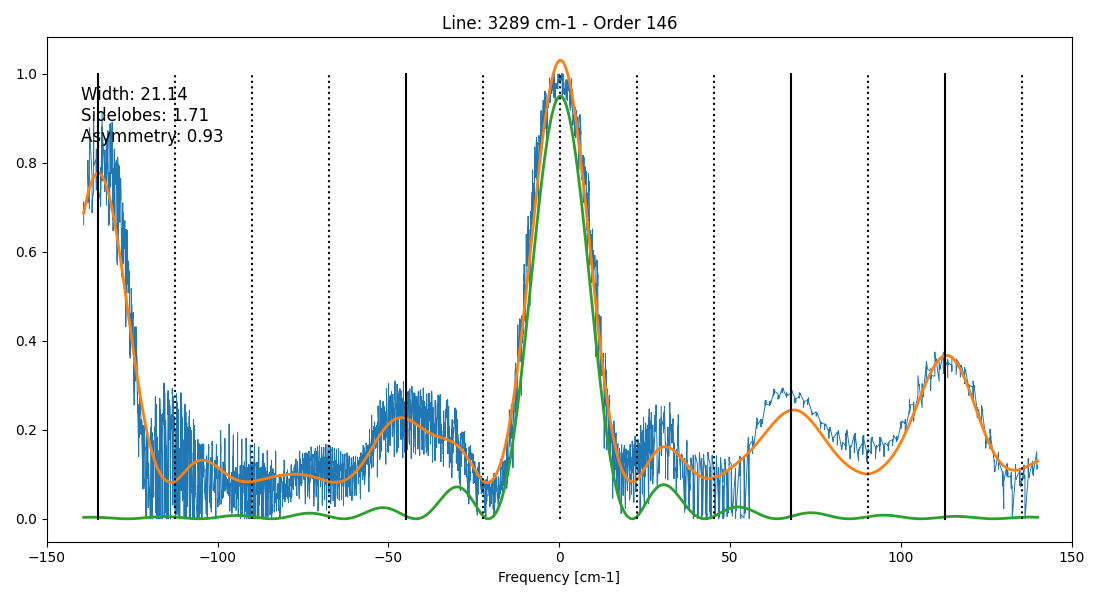 Line: 3289 cm-1 - Order 146
Width: 21.14
Sidelobes: 1.71
Asymmetry: 0.93
1.0
0.8
0.6
0.4
0.2
0.0
−150
−100
−50
0
50
100
150
Frequency [cm-1]